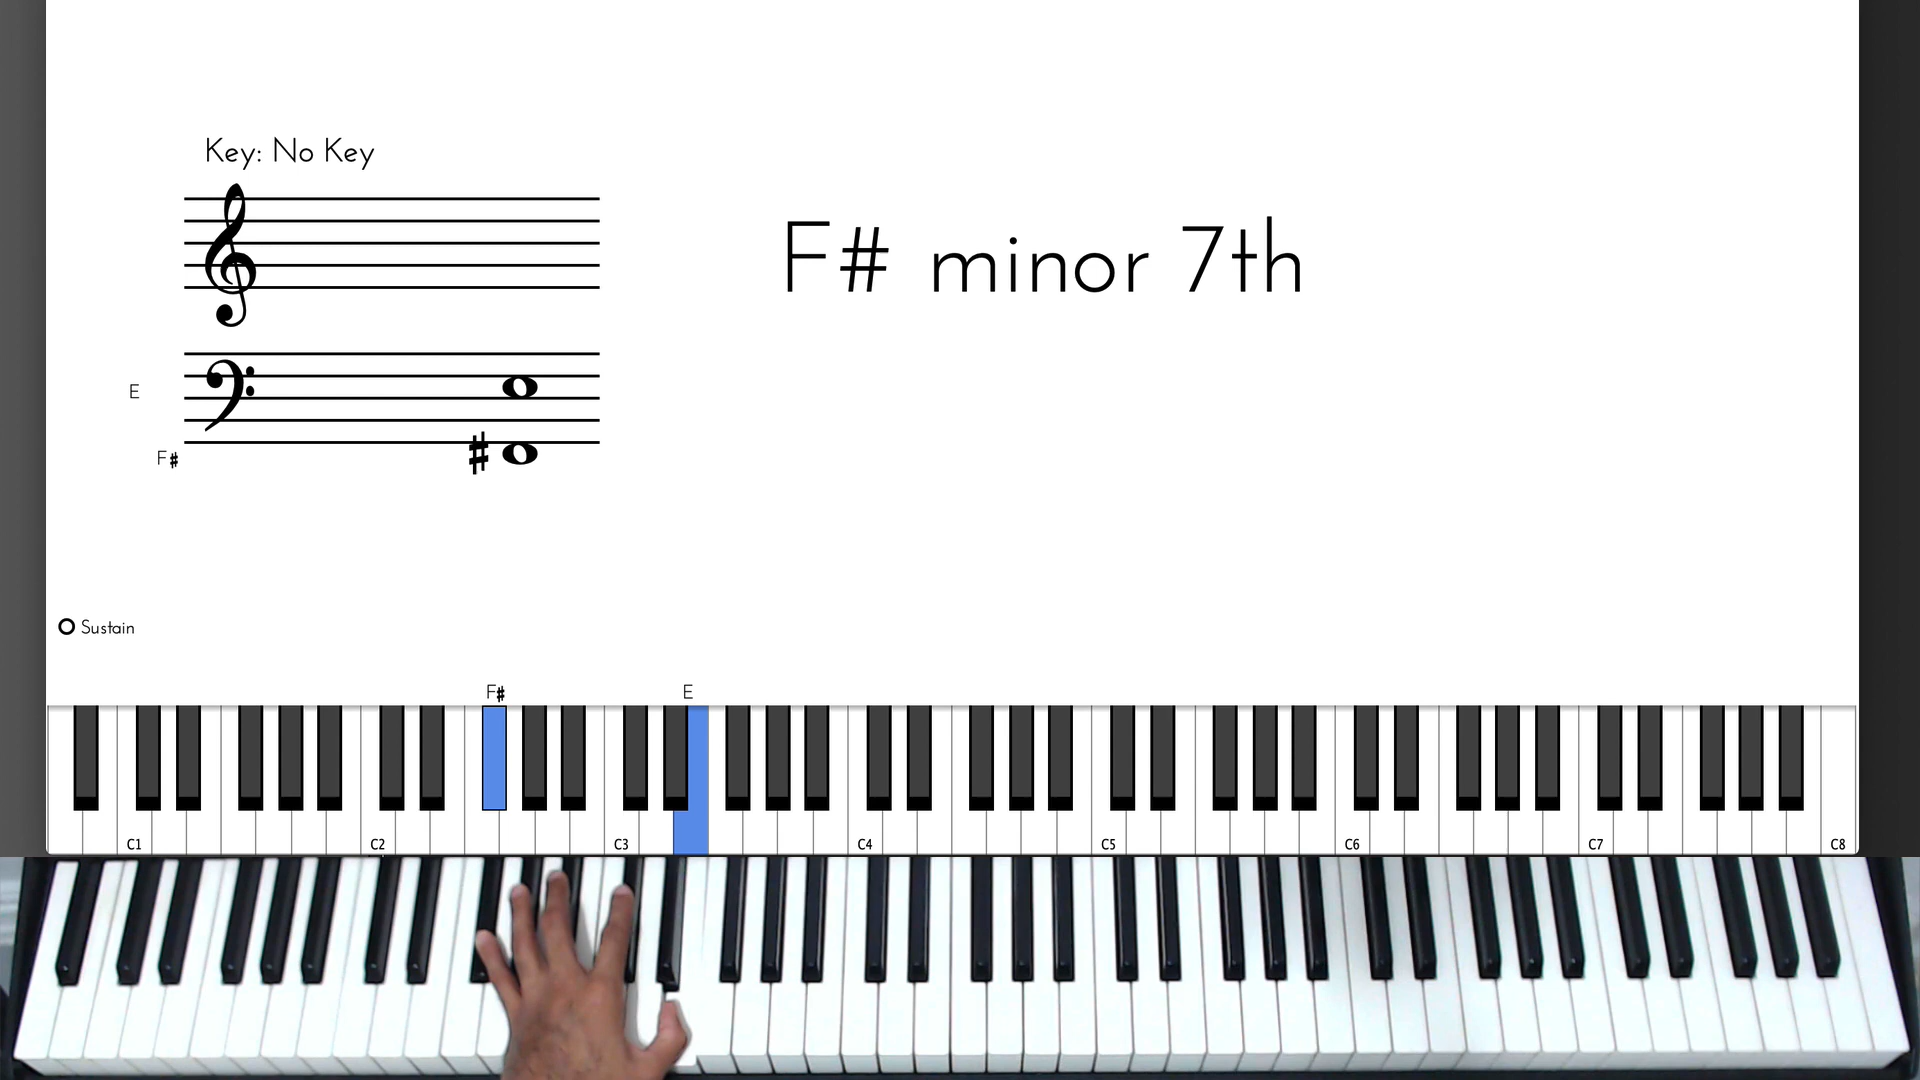 Key: No Key
F# minor 7th
E
F♯
Sustain
F♯ E
C1 C2 C3 C4 C5 C6 C7 C8